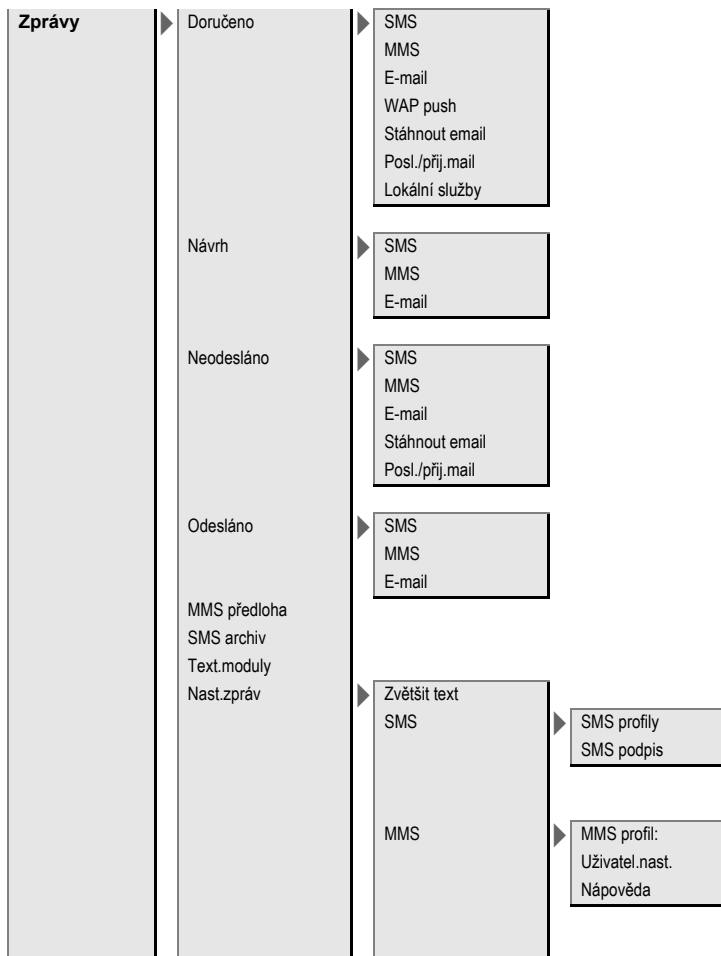 Zprávy
Doručeno
SMS
MMS
E-mail
WAP push
Stáhnout email
Posl./přij.mail
Lokální služby
Návrh
SMS
MMS
E-mail
Neodesláno
SMS
MMS
E-mail
Stáhnout email
Posl./přij.mail
Odesláno
SMS
MMS
E-mail
MMS předloha
SMS archiv
Text.moduly
Nast.zpráv
Zvětšit text
SMS
SMS profily
SMS podpis
MMS
MMS profil:
Uživatel.nast.
Nápověda